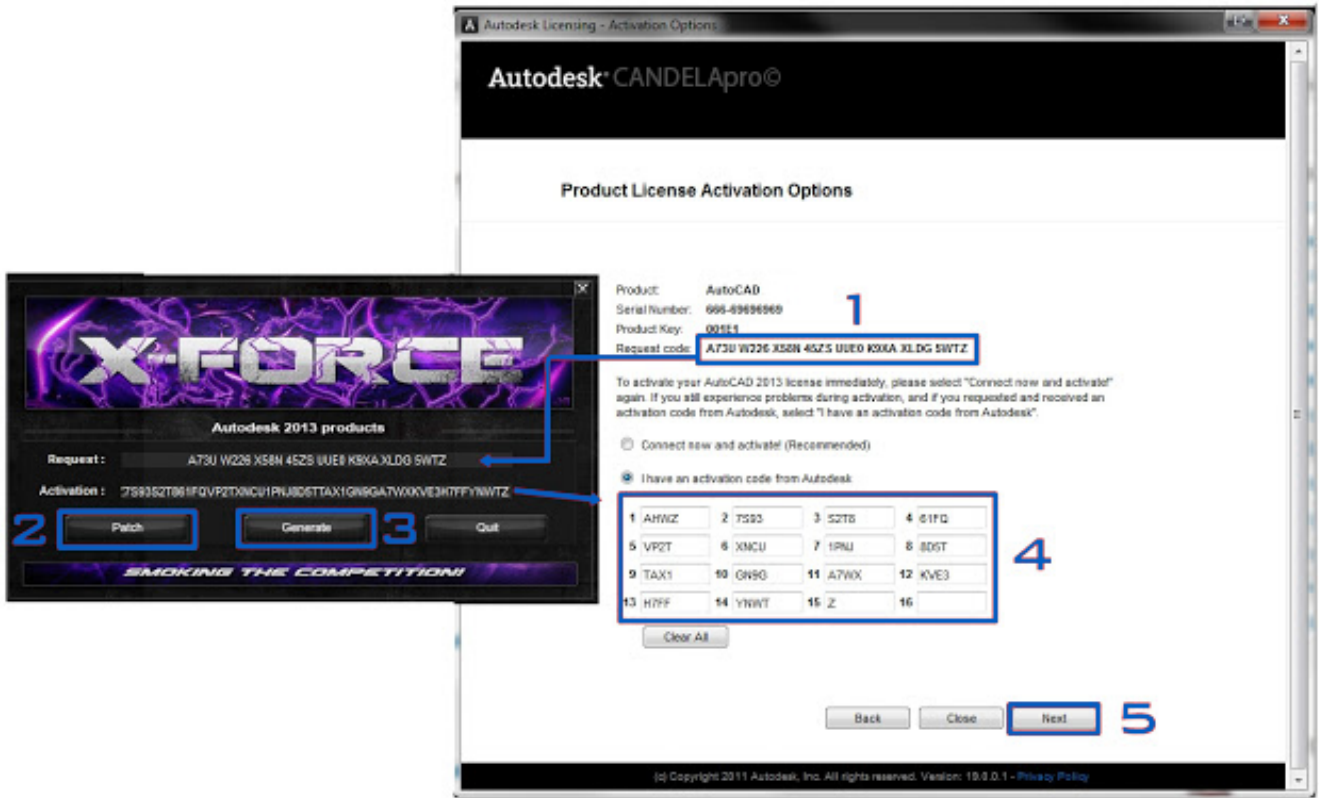 Autodesk Licensing - Activation Options
Autodesk CANDELApro©
Product License Activation Options
Product: AutoCAD
Serial Number: 666-69696969
Product Key: 001E1
1
Request code: A73U W226 X58N 45ZS UUE0 K9XA XLDG 5WTZ
To activate your AutoCAD 2013 license immediately, please select "Connect now and activate!"
again. If you still experience problems during activation, and if you requested and received an
activation code from Autodesk, select "I have an activation code from Autodesk".
Connect now and activate! (Recommended)
I have an activation code from Autodesk
1 AHWZ 2 7S93 3 S2T8 4 61FQ
5 VP2T 6 XNCU 7 1PNJ 8 8DST
9 TAX1 10 GN9G 11 A7WX 12 KVE3
13 H7FF 14 YNWT 15 Z 16
4
Clear All
Back Close Next 5
(c) Copyright 2011 Autodesk, Inc. All rights reserved. Version: 19.0.0.1 - Privacy Policy
X-FORCE
Autodesk 2013 products
Request : A73U W226 X58N 45ZS UUE0 K9XA XLDG 5WTZ
Activation : 7S93S2T861FQVP2TXNCU1PNJ8DSTTAX1GN9GA7WXKVE3H7FFYNWTZ
2 Patch Generate 3 Quit
SMOKING THE COMPETITION!